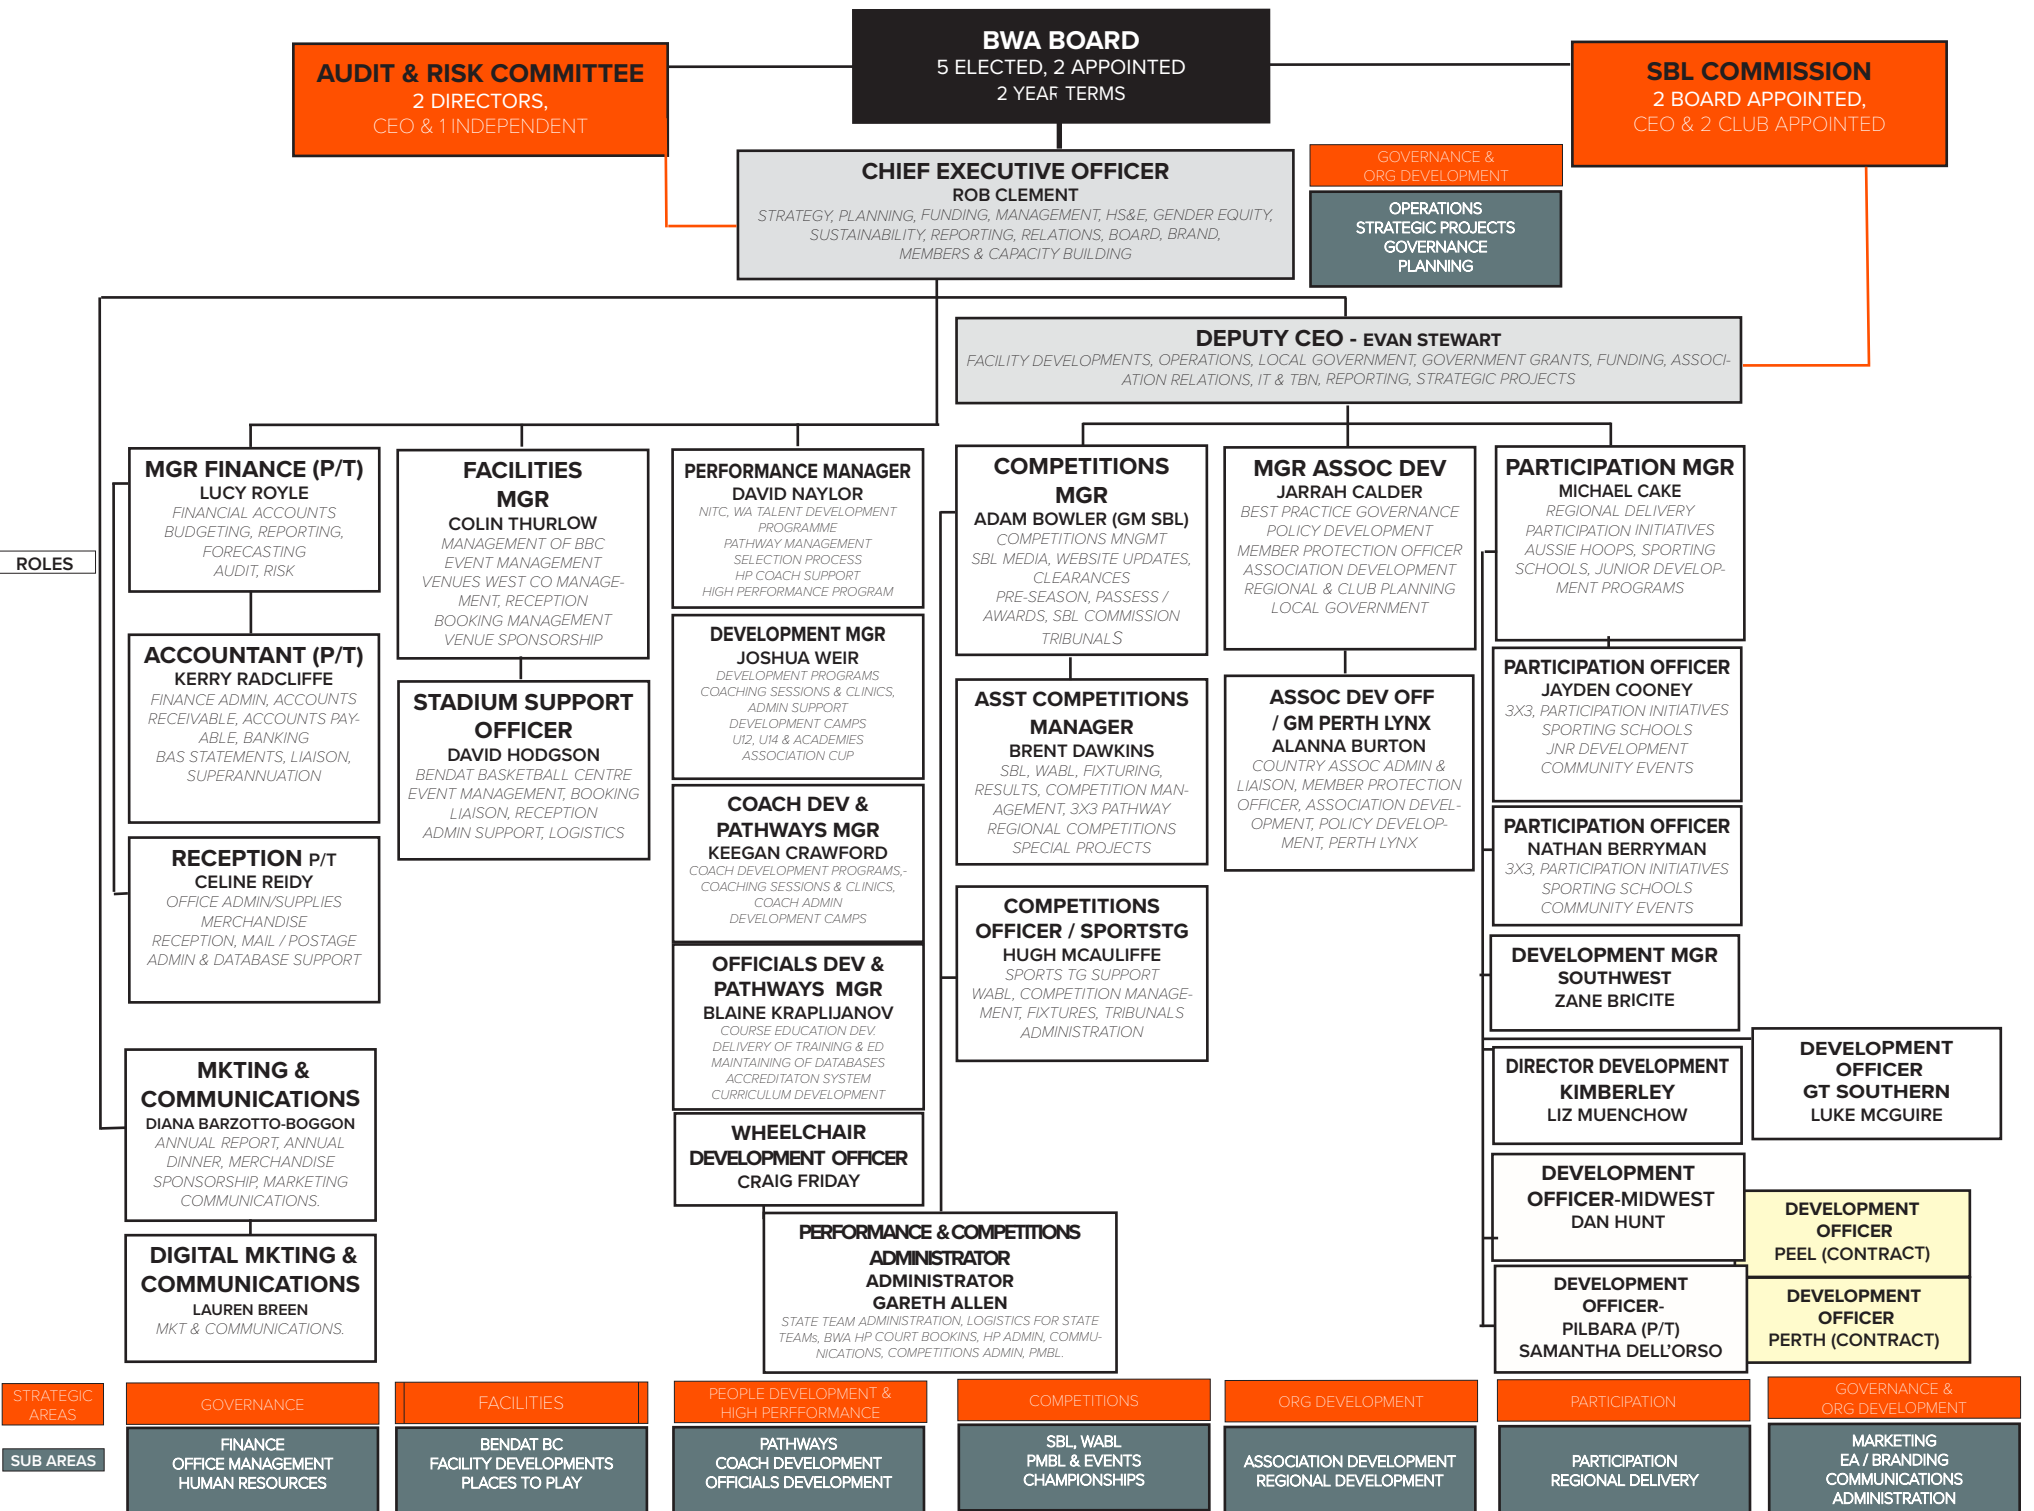 BWA BOARD
5 ELECTED, 2 APPOINTED
2 YEAR TERMS
AUDIT & RISK COMMITTEE
2 DIRECTORS,
CEO & 1 INDEPENDENT
SBL COMMISSION
2 BOARD APPOINTED,
CEO & 2 CLUB APPOINTED
CHIEF EXECUTIVE OFFICER
ROB CLEMENT
STRATEGY, PLANNING, FUNDING, MANAGEMENT, HS&E, GENDER EQUITY,
SUSTAINABILITY, REPORTING, RELATIONS, BOARD, BRAND,
MEMBERS & CAPACITY BUILDING
GOVERNANCE &
ORG DEVELOPMENT
OPERATIONS
STRATEGIC PROJECTS
GOVERNANCE
PLANNING
DEPUTY CEO - EVAN STEWART
FACILITY DEVELOPMENTS, OPERATIONS, LOCAL GOVERNMENT, GOVERNMENT GRANTS, FUNDING, ASSOCI-
ATION RELATIONS, IT & TBN, REPORTING, STRATEGIC PROJECTS
ROLES
MGR FINANCE (P/T)
LUCY ROYLE
FINANCIAL ACCOUNTS
BUDGETING, REPORTING,
FORECASTING
AUDIT, RISK
ACCOUNTANT (P/T)
KERRY RADCLIFFE
FINANCE ADMIN, ACCOUNTS
RECEIVABLE, ACCOUNTS PAY-
ABLE, BANKING
BAS STATEMENTS, LIAISON,
SUPERANNUATION
RECEPTION P/T
CELINE REIDY
OFFICE ADMIN/SUPPLIES
MERCHANDISE
RECEPTION, MAIL / POSTAGE
ADMIN & DATABASE SUPPORT
MKTING &
COMMUNICATIONS
DIANA BARZOTTO-BOGGON
ANNUAL REPORT, ANNUAL
DINNER, MERCHANDISE
SPONSORSHIP, MARKETING
COMMUNICATIONS.
DIGITAL MKTING &
COMMUNICATIONS
LAUREN BREEN
MKT & COMMUNICATIONS.
FACILITIES
MGR
COLIN THURLOW
MANAGEMENT OF BBC
EVENT MANAGEMENT
VENUES WEST CO MANAGE-
MENT, RECEPTION
BOOKING MANAGEMENT
VENUE SPONSORSHIP
STADIUM SUPPORT
OFFICER
DAVID HODGSON
BENDAT BASKETBALL CENTRE
EVENT MANAGEMENT, BOOKING
LIAISON, RECEPTION
ADMIN SUPPORT, LOGISTICS
PERFORMANCE MANAGER
DAVID NAYLOR
NITC, WA TALENT DEVELOPMENT
PROGRAMME
PATHWAY MANAGEMENT
SELECTION PROCESS
HP COACH SUPPORT
HIGH PERFORMANCE PROGRAM
DEVELOPMENT MGR
JOSHUA WEIR
DEVELOPMENT PROGRAMS
COACHING SESSIONS & CLINICS,
ADMIN SUPPORT
DEVELOPMENT CAMPS
U12, U14 & ACADEMIES
ASSOCIATION CUP
COACH DEV &
PATHWAYS MGR
KEEGAN CRAWFORD
COACH DEVELOPMENT PROGRAMS,-
COACHING SESSIONS & CLINICS,
COACH ADMIN
DEVELOPMENT CAMPS
OFFICIALS DEV &
PATHWAYS MGR
BLAINE KRAPLIJANOV
COURSE EDUCATION DEV.
DELIVERY OF TRAINING & ED
MAINTAINING OF DATABASES
ACCREDITATON SYSTEM
CURRICULUM DEVELOPMENT
WHEELCHAIR
DEVELOPMENT OFFICER
CRAIG FRIDAY
PERFORMANCE & COMPETITIONS
ADMINISTRATOR
ADMINISTRATOR
GARETH ALLEN
STATE TEAM ADMINISTRATION, LOGISTICS FOR STATE
TEAMs, BWA HP COURT BOOKINS, HP ADMIN, COMMU-
NICATIONS, COMPETITIONS ADMIN, PMBL.
COMPETITIONS
MGR
ADAM BOWLER (GM SBL)
COMPETITIONS MNGMT
SBL MEDIA, WEBSITE UPDATES,
CLEARANCES
PRE-SEASON, PASSESS /
AWARDS, SBL COMMISSION
TRIBUNALS
ASST COMPETITIONS
MANAGER
BRENT DAWKINS
SBL, WABL, FIXTURING,
RESULTS, COMPETITION MAN-
AGEMENT, 3X3 PATHWAY
REGIONAL COMPETITIONS
SPECIAL PROJECTS
COMPETITIONS
OFFICER / SPORTSTG
HUGH MCAULIFFE
SPORTS TG SUPPORT
WABL, COMPETITION MANAGE-
MENT, FIXTURES, TRIBUNALS
ADMINISTRATION
MGR ASSOC DEV
JARRAH CALDER
BEST PRACTICE GOVERNANCE
POLICY DEVELOPMENT
MEMBER PROTECTION OFFICER
ASSOCIATION DEVELOPMENT
REGIONAL & CLUB PLANNING
LOCAL GOVERNMENT
ASSOC DEV OFF
/ GM PERTH LYNX
ALANNA BURTON
COUNTRY ASSOC ADMIN &
LIAISON, MEMBER PROTECTION
OFFICER, ASSOCIATION DEVEL-
OPMENT, POLICY DEVELOP-
MENT, PERTH LYNX
PARTICIPATION MGR
MICHAEL CAKE
REGIONAL DELIVERY
PARTICIPATION INITIATIVES
AUSSIE HOOPS, SPORTING
SCHOOLS, JUNIOR DEVELOP-
MENT PROGRAMS
PARTICIPATION OFFICER
JAYDEN COONEY
3X3, PARTICIPATION INITIATIVES
SPORTING SCHOOLS
JNR DEVELOPMENT
COMMUNITY EVENTS
PARTICIPATION OFFICER
NATHAN BERRYMAN
3X3, PARTICIPATION INITIATIVES
SPORTING SCHOOLS
COMMUNITY EVENTS
DEVELOPMENT MGR
SOUTHWEST
ZANE BRICITE
DIRECTOR DEVELOPMENT
KIMBERLEY
LIZ MUENCHOW
DEVELOPMENT
OFFICER
GT SOUTHERN
LUKE MCGUIRE
DEVELOPMENT
OFFICER-MIDWEST
DAN HUNT
DEVELOPMENT
OFFICER
PEEL (CONTRACT)
DEVELOPMENT
OFFICER-
PILBARA (P/T)
SAMANTHA DELL'ORSO
DEVELOPMENT
OFFICER
PERTH (CONTRACT)
STRATEGIC
AREAS
GOVERNANCE
FACILITIES
PEOPLE DEVELOPMENT &
HIGH PERFFORMANCE
COMPETITIONS
ORG DEVELOPMENT
PARTICIPATION
GOVERNANCE &
ORG DEVELOPMENT
SUB AREAS
FINANCE
OFFICE MANAGEMENT
HUMAN RESOURCES
BENDAT BC
FACILITY DEVELOPMENTS
PLACES TO PLAY
PATHWAYS
COACH DEVELOPMENT
OFFICIALS DEVELOPMENT
SBL, WABL
PMBL & EVENTS
CHAMPIONSHIPS
ASSOCIATION DEVELOPMENT
REGIONAL DEVELOPMENT
PARTICIPATION
REGIONAL DELIVERY
MARKETING
EA / BRANDING
COMMUNICATIONS
ADMINISTRATION